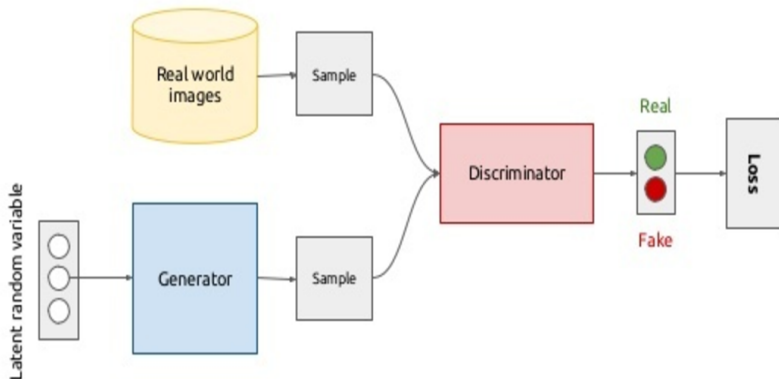 Real world
images
Sample
Real
Discriminator
Loss
Fake
Latent random variable
Generator
Sample